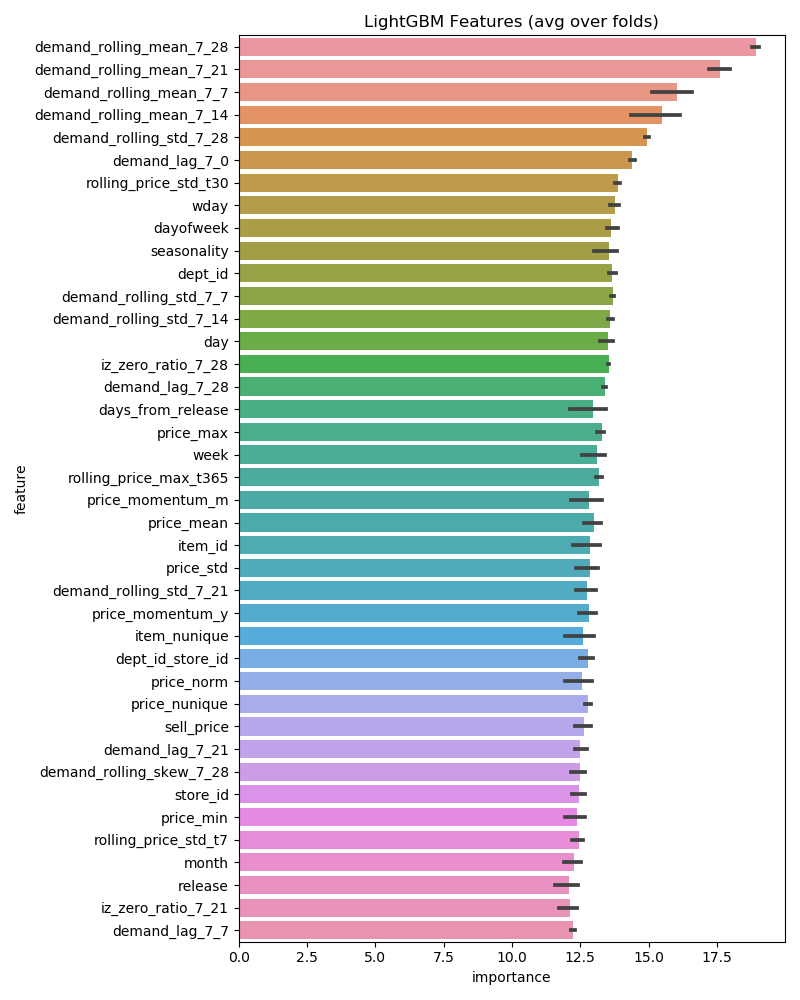 LightGBM Features (avg over folds)
demand_rolling_mean_7_28
demand_rolling_mean_7_21
demand_rolling_mean_7_7
demand_rolling_mean_7_14
demand_rolling_std_7_28
demand_lag_7_0
rolling_price_std_t30
wday
dayofweek
seasonality
dept_id
demand_rolling_std_7_7
demand_rolling_std_7_14
day
iz_zero_ratio_7_28
demand_lag_7_28
days_from_release
price_max
week
rolling_price_max_t365
price_momentum_m
price_mean
item_id
price_std
demand_rolling_std_7_21
price_momentum_y
item_nunique
dept_id_store_id
price_norm
price_nunique
sell_price
demand_lag_7_21
demand_rolling_skew_7_28
store_id
price_min
rolling_price_std_t7
month
release
iz_zero_ratio_7_21
demand_lag_7_7
feature
0.0 2.5 5.0 7.5 10.0 12.5 15.0 17.5
importance